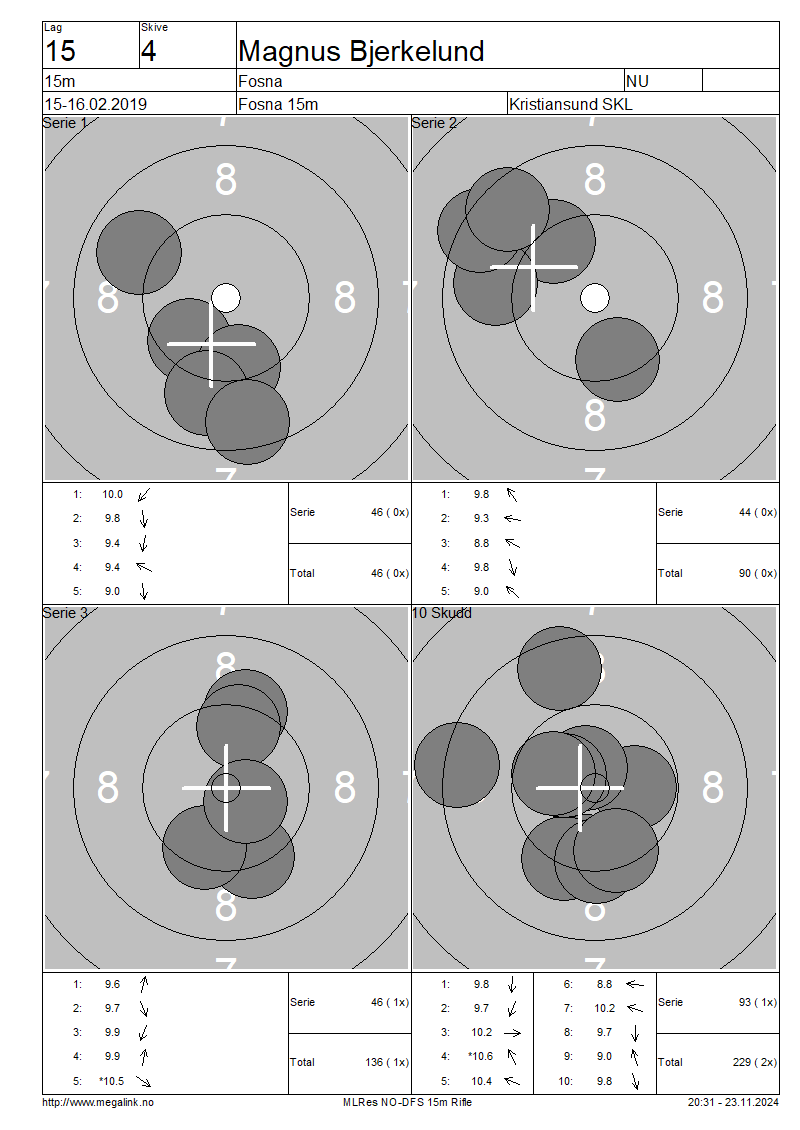 Lag
Skive
15
4
Magnus Bjerkelund
15m
Fosna
NU
15-16.02.2019
Fosna 15m
Kristiansund SKL
Serie 1
8
8
8
7
7
Serie 2
8
8
8
7
7
1: 10.0
2: 9.8
3: 9.4
4: 9.4
5: 9.0
Serie 46 ( 0x)
Total 46 ( 0x)
1: 9.8
2: 9.3
3: 8.8
4: 9.8
5: 9.0
Serie 44 ( 0x)
Total 90 ( 0x)
Serie 3
8
8
8
8
7
10 Skudd
8
8
7
1: 9.6
2: 9.7
3: 9.9
4: 9.9
5: *10.5
Serie 46 ( 1x)
Total 136 ( 1x)
1: 9.8
2: 9.7
3: 10.2
4: *10.6
5: 10.4
6: 8.8
7: 10.2
8: 9.7
9: 9.0
10: 9.8
Serie 93 ( 1x)
Total 229 ( 2x)
http://www.megalink.no
MLRes NO-DFS 15m Rifle
20:31 - 23.11.2024